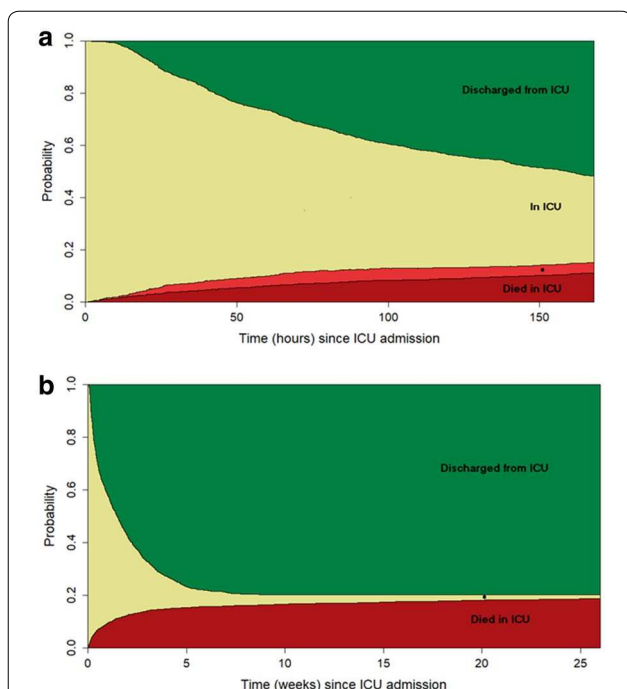 a
1.0
0.8
0.6
0.4
0.2
0.0
Probability
Discharged from ICU
In ICU
Died in ICU
0
50
100
150
Time (hours) since ICU admission
b
1.0
0.8
0.6
0.4
0.2
0.0
Probability
Discharged from ICU
Died in ICU
0
5
10
15
20
25
Time (weeks) since ICU admission